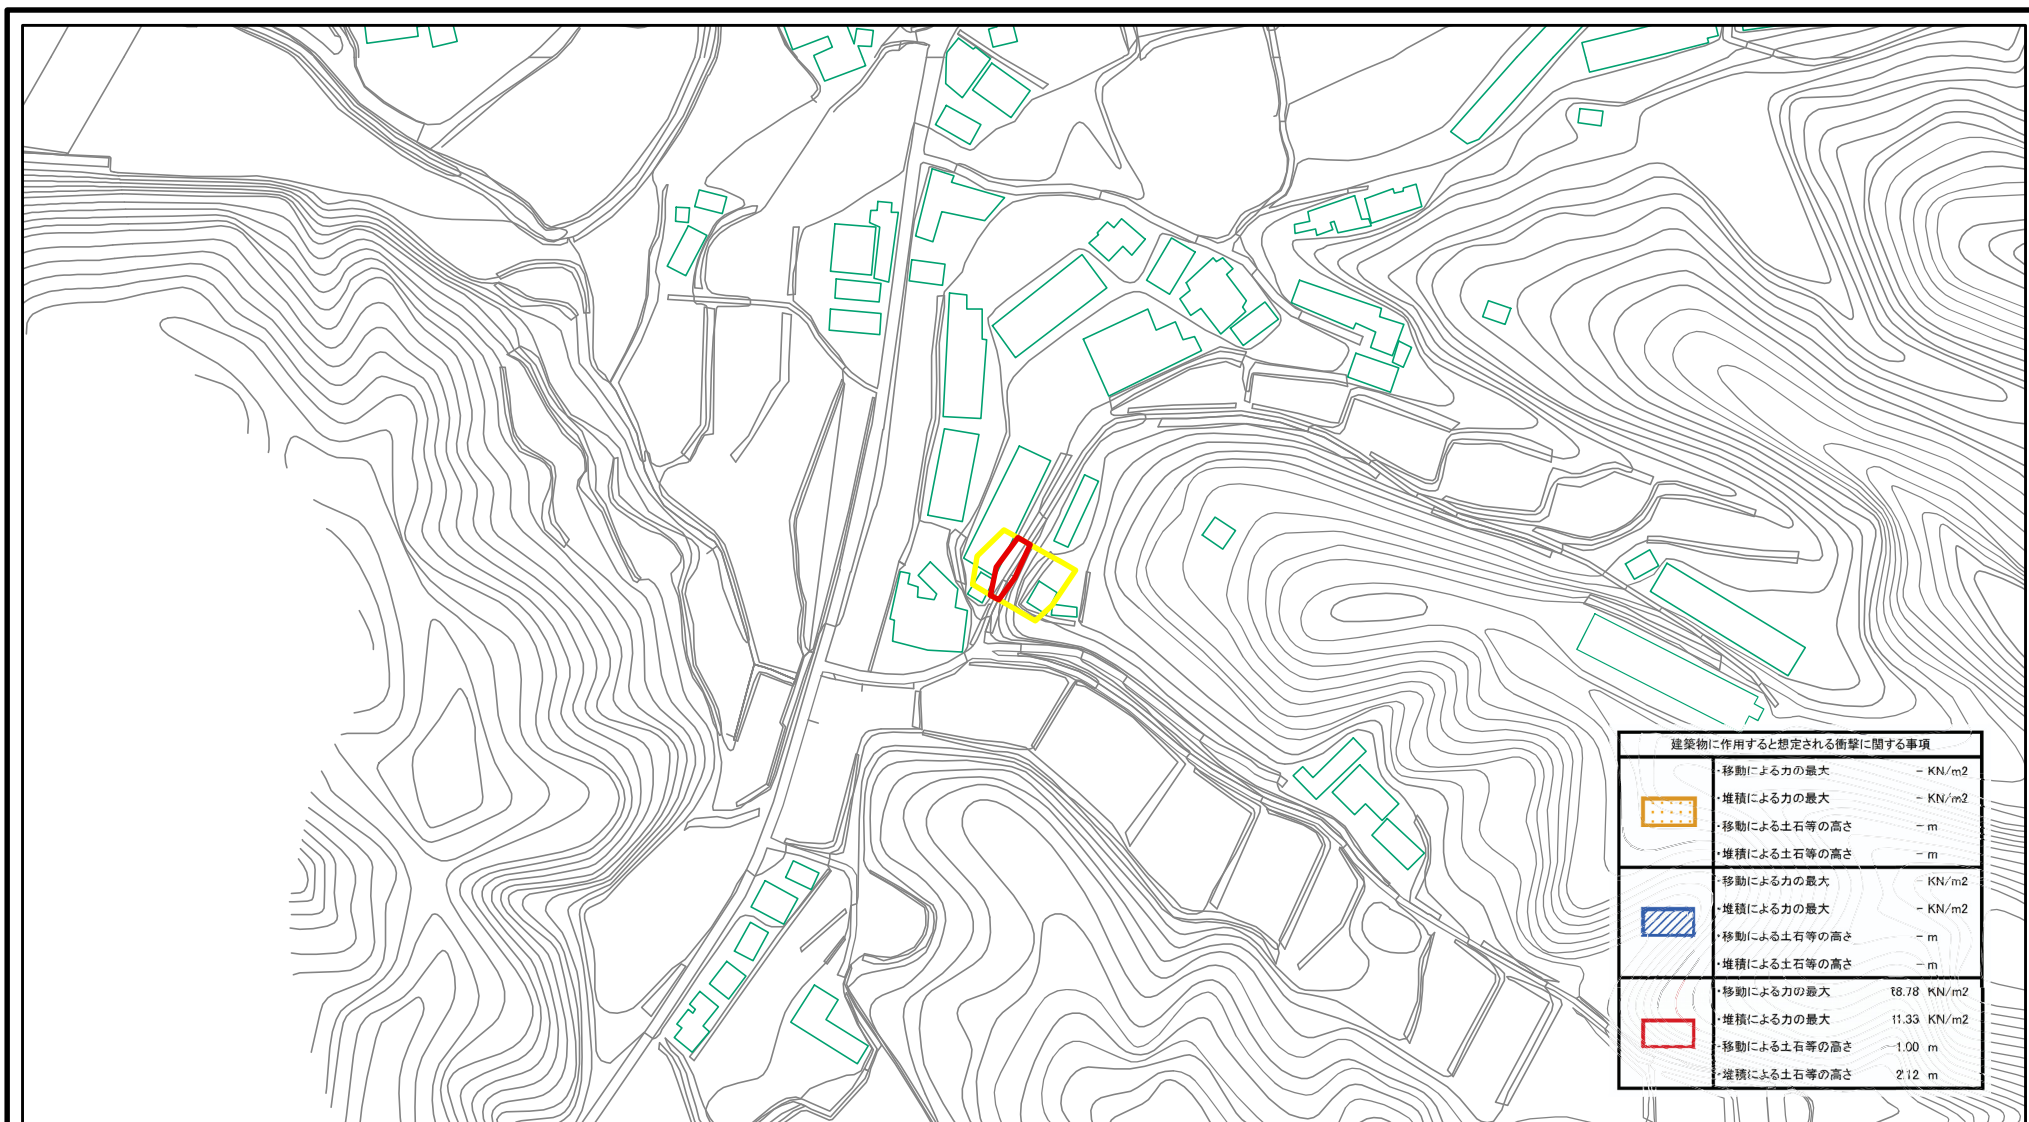 建築物に作用すると想定される衝撃に関する事項
・移動による力の最大 - KN/m2
・堆積による力の最大 - KN/m2
・移動による土石等の高さ - m
・堆積による土石等の高さ - m
・移動による力の最大 - KN/m2
・堆積による力の最大 - KN/m2
・移動による土石等の高さ - m
・堆積による土石等の高さ - m
・移動による力の最大 18.78 KN/m2
・堆積による力の最大 11.33 KN/m2
・移動による土石等の高さ 1.00 m
・堆積による土石等の高さ 2.12 m